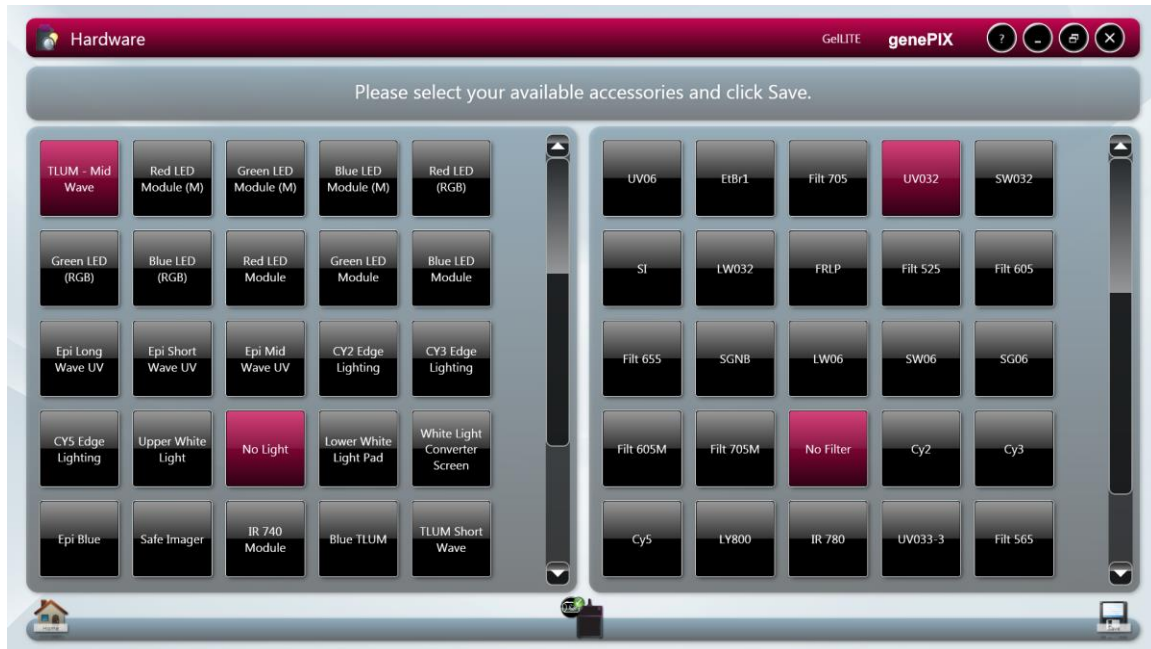 Hardware
GelLITE
genePIX
?
Please select your available accessories and click Save.
TLUM - Mid
Wave
Red LED
Module (M)
Green LED
Module (M)
Blue LED
Module (M)
Red LED
(RGB)
Green LED
(RGB)
Blue LED
(RGB)
Red LED
Module
Green LED
Module
Blue LED
Module
Epi Long
Wave UV
Epi Short
Wave UV
Epi Mid
Wave UV
CY2 Edge
Lighting
CY3 Edge
Lighting
CY5 Edge
Lighting
Upper White
Light
No Light
Lower White
Light Pad
White Light
Converter
Screen
Epi Blue
Safe Imager
IR 740
Module
Blue TLUM
TLUM Short
Wave
UV06
EtBr1
Filt 705
UV032
SW032
SI
LW032
FRLP
Filt 525
Filt 605
Filt 655
SGNB
LW06
SW06
SG06
Filt 605M
Filt 705M
No Filter
Cy2
Cy3
Cy5
LY800
IR 780
UV033-3
Filt 565
Home